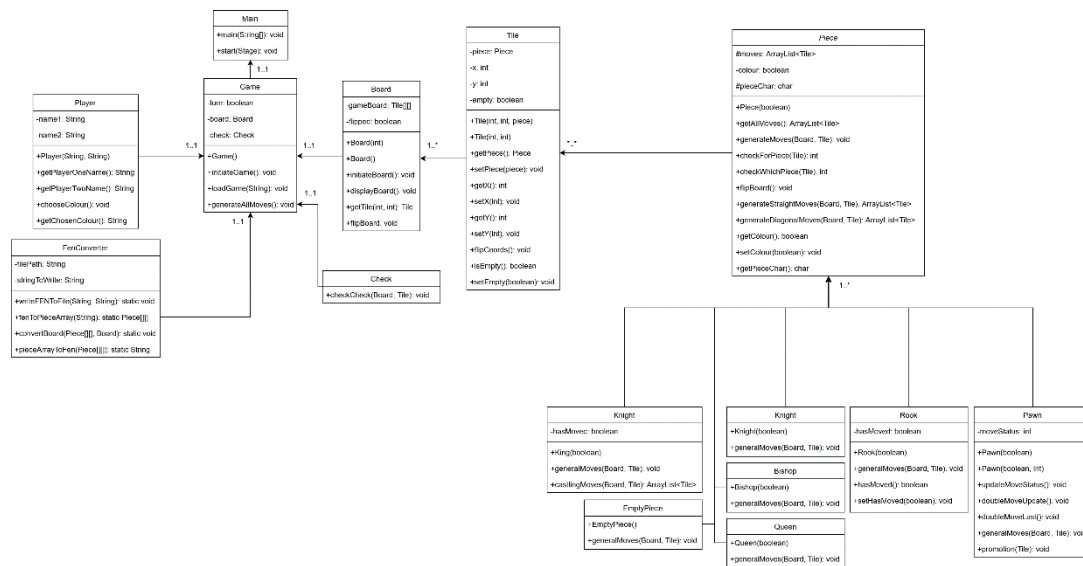 Main
+main(String[]): void
+start(Stage): void
1..1
Game
-turn: boolean
-board: Board
-check: Check
+Game()
+initiateGame(): void
+loadGame(String): void
+generateAllMoves(): void
Player
-name1: String
-name2: String
+Player(String, String)
+getPlayerOneName(): String
+getPlayerTwoName(): String
+chooseColour(): void
+getChosenColour(): String
1..1
1..1
1..1
1..1
FenConverter
-filePath: String
-stringToWrite: String
+writeFENToFile(String, String): static void
+fenToPieceArray(String): static Piece[][]
+convertBoard(Piece[][], Board): static void
+pieceArrayToFen(Piece[][]): static String
Board
-gameBoard: Tile[][]
-flipped: boolean
+Board(int)
+Board()
+initiateBoard(): void
+displayBoard(): void
+getTile(int, int): Tile
+flipBoard: void
1..*
Check
+checkCheck(Board, Tile): void
Tile
-piece: Piece
-x: int
-y: int
-empty: boolean
+Tile(int, int, piece)
+Tile(int, int)
+getPiece(): Piece
+setPiece(piece): void
+getX(): int
+setX(int): void
+getY(): int
+setY(int): void
+flipCoords(): void
+isEmpty(): boolean
+setEmpty(boolean): void
*..*
Piece
#moves: ArrayList<Tile>
-colour: boolean
#pieceChar: char
+Piece(boolean)
+getAllMoves(): ArrayList<Tile>
+generateMoves(Board, Tile): void
+checkForPiece(Tile): int
+checkWhichPiece(Tile): Int
+flipBoard(): void
+generateStraightMoves(Board, Tile): ArrayList<Tile>
+generateDiagonalMoves(Board, Tile): ArrayList<Tile>
+getColour(): boolean
+setColour(boolean): void
+getPieceChar(): char
1..*
Knight
-hasMoved: boolean
+King(boolean)
+generalMoves(Board, Tile): void
+castlingMoves(Board, Tile): ArrayList<Tile>
EmptyPiece
+EmptyPiece()
+generalMoves(Board, Tile): void
Knight
+Knight(boolean)
+generalMoves(Board, Tile): void
Bishop
+Bishop(boolean)
+generalMoves(Board, Tile): void
Queen
+Queen(boolean)
+generalMoves(Board, Tile): void
Rook
-hasMoved: boolean
+Rook(boolean)
+generalMoves(Board, Tile): void
+hasMoved(): boolean
+setHasMoved(boolean): void
Pawn
-moveStatus: int
+Pawn(boolean)
+Pawn(boolean, int)
+updateMoveStatus(): void
+doubleMoveUpdate(): void
+doubleMoveLast(): void
+generalMoves(Board, Tile): void
+promotion(Tile): void